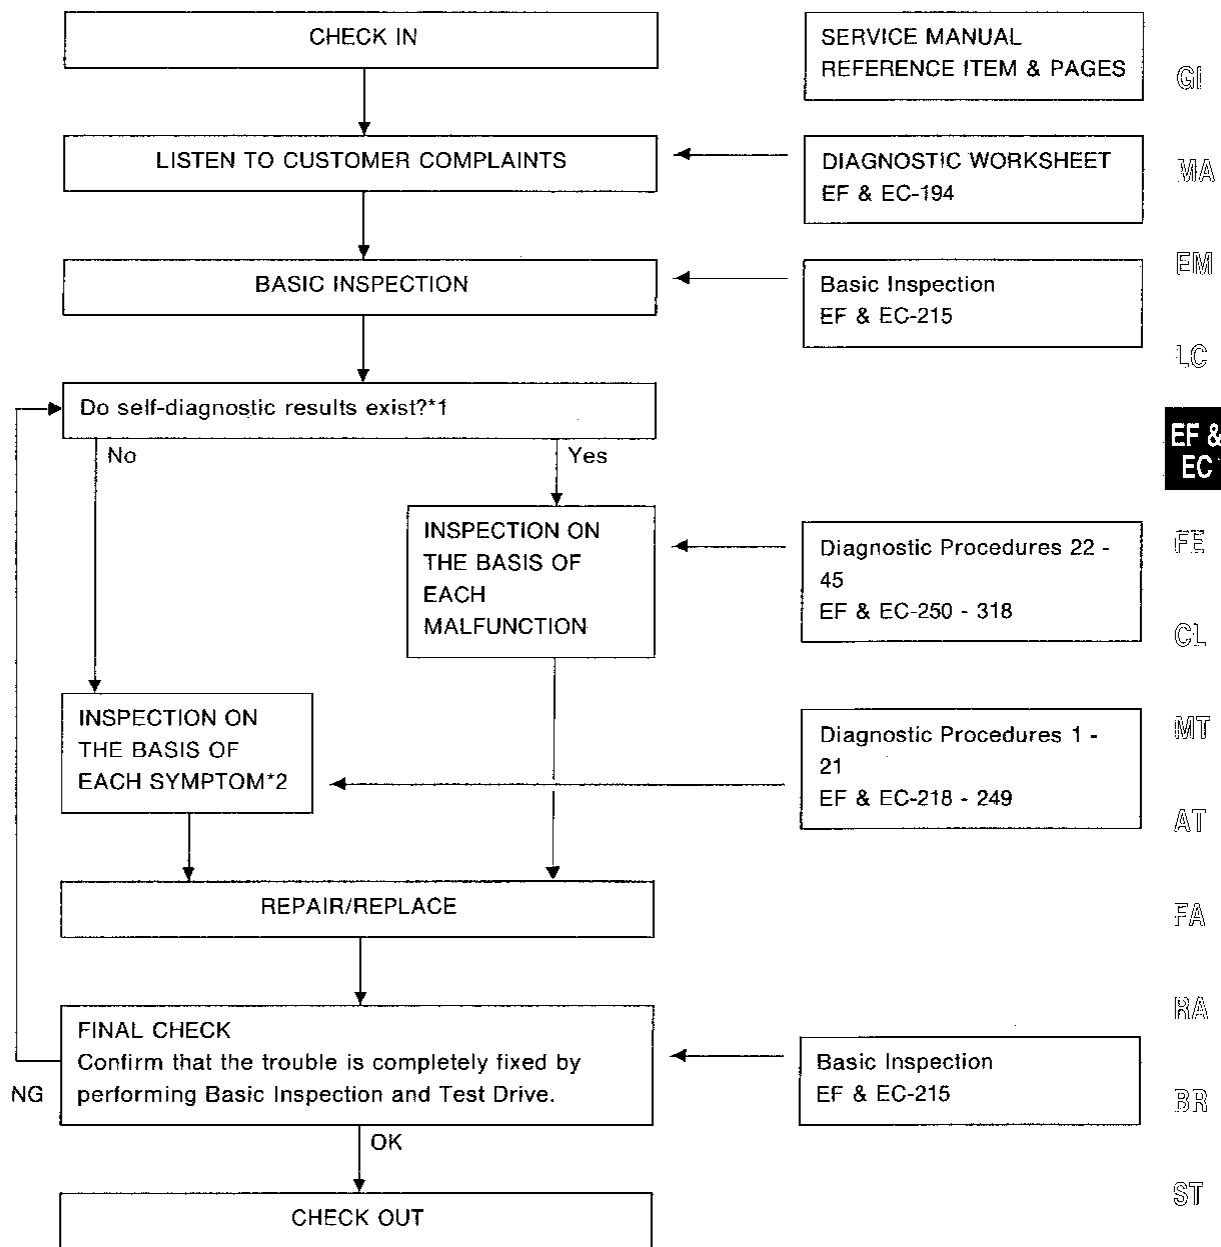 CHECK IN
SERVICE MANUAL
REFERENCE ITEM & PAGES
GI
LISTEN TO CUSTOMER COMPLAINTS
DIAGNOSTIC WORKSHEET
EF & EC-194
MA
BASIC INSPECTION
Basic Inspection
EF & EC-215
EM
LC
Do self-diagnostic results exist?*1
No
Yes
EF &
EC
INSPECTION ON
THE BASIS OF
EACH
MALFUNCTION
Diagnostic Procedures 22 -
45
EF & EC-250 - 318
FE
CL
INSPECTION ON
THE BASIS OF
EACH SYMPTOM*2
Diagnostic Procedures 1 -
21
EF & EC-218 - 249
MT
AT
REPAIR/REPLACE
FA
RA
FINAL CHECK
Confirm that the trouble is completely fixed by
performing Basic Inspection and Test Drive.
NG
Basic Inspection
EF & EC-215
BR
OK
ST
CHECK OUT